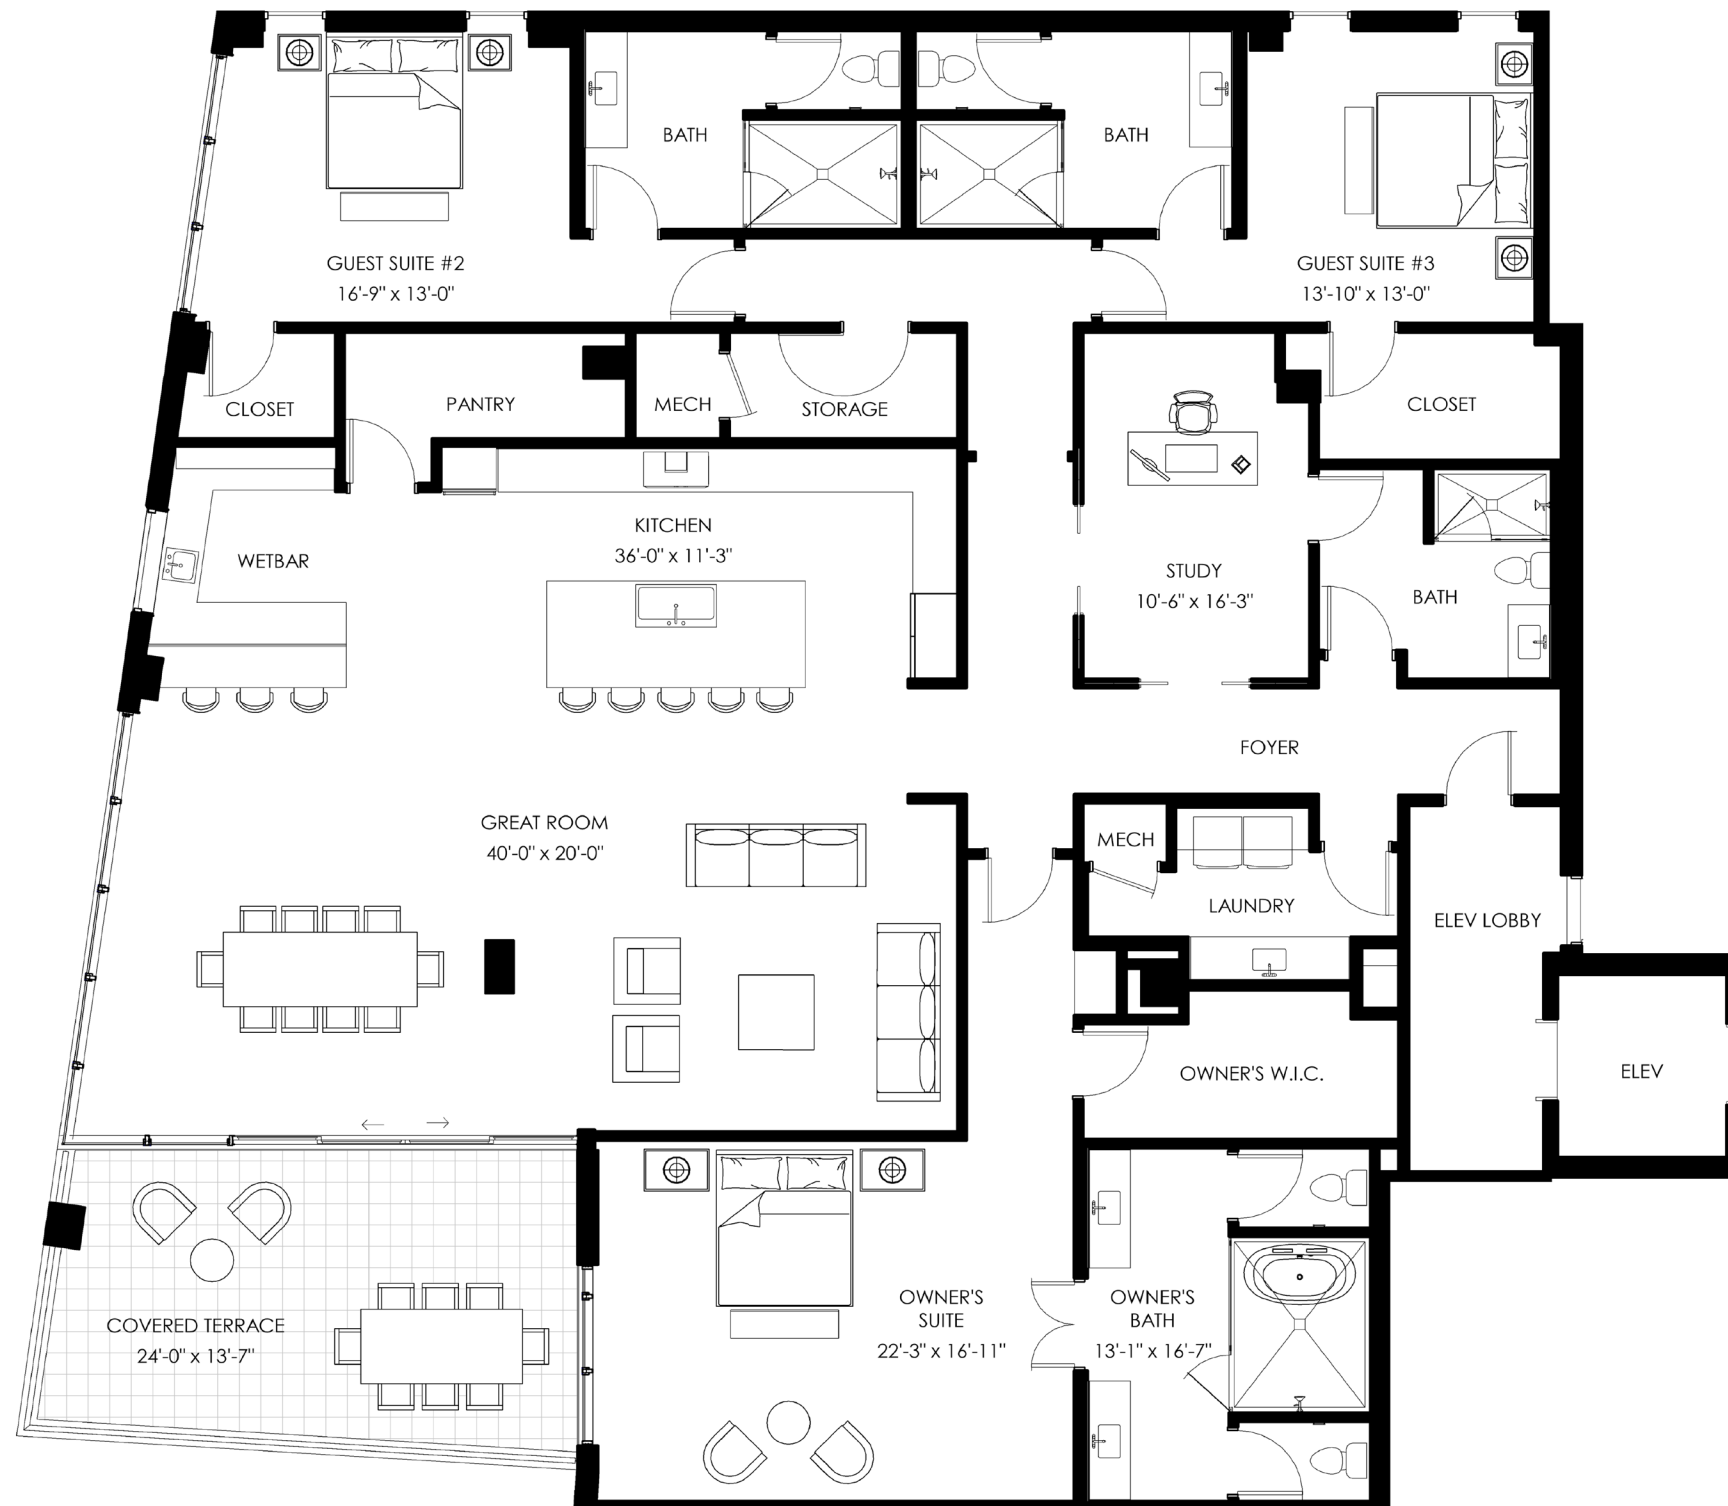 BATH
BATH
GUEST SUITE #2
16'-9" x 13'-0"
GUEST SUITE #3
13'-10" x 13'-0"
CLOSET
PANTRY
MECH
STORAGE
CLOSET
KITCHEN
36'-0" x 11'-3"
WETBAR
STUDY
10'-6" x 16'-3"
BATH
FOYER
GREAT ROOM
40'-0" x 20'-0"
MECH
LAUNDRY
ELEV LOBBY
OWNER'S W.I.C.
ELEV
COVERED TERRACE
24'-0" x 13'-7"
OWNER'S
SUITE
22'-3" x 16'-11"
OWNER'S
BATH
13'-1" x 16'-7"